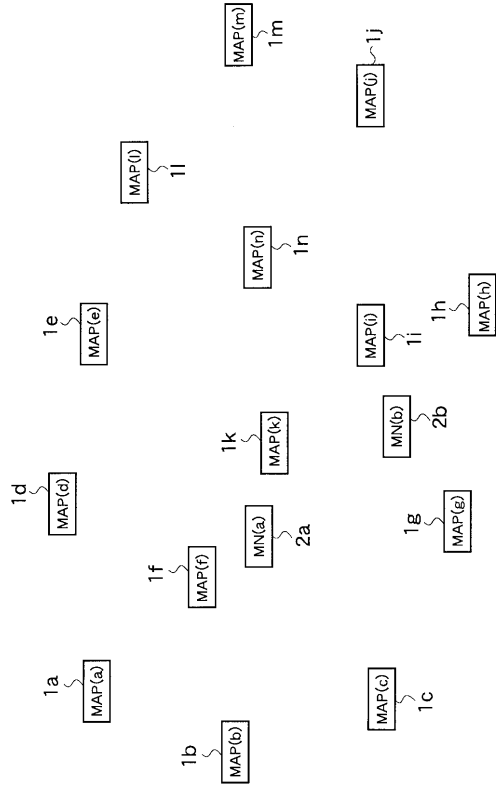 1d
MAP(d)
1a
MAP(a)
1e
MAP(e)
MAP(l)
1l
1f
MAP(f)
1b
MAP(b)
1k
MAP(k)
MN(a)
2a
MAP(n)
1n
MAP(m)
1m
MAP(c)
1c
MN(b)
2b
MAP(i)
1i
MAP(j)
1j
1g
MAP(g)
1h
MAP(h)